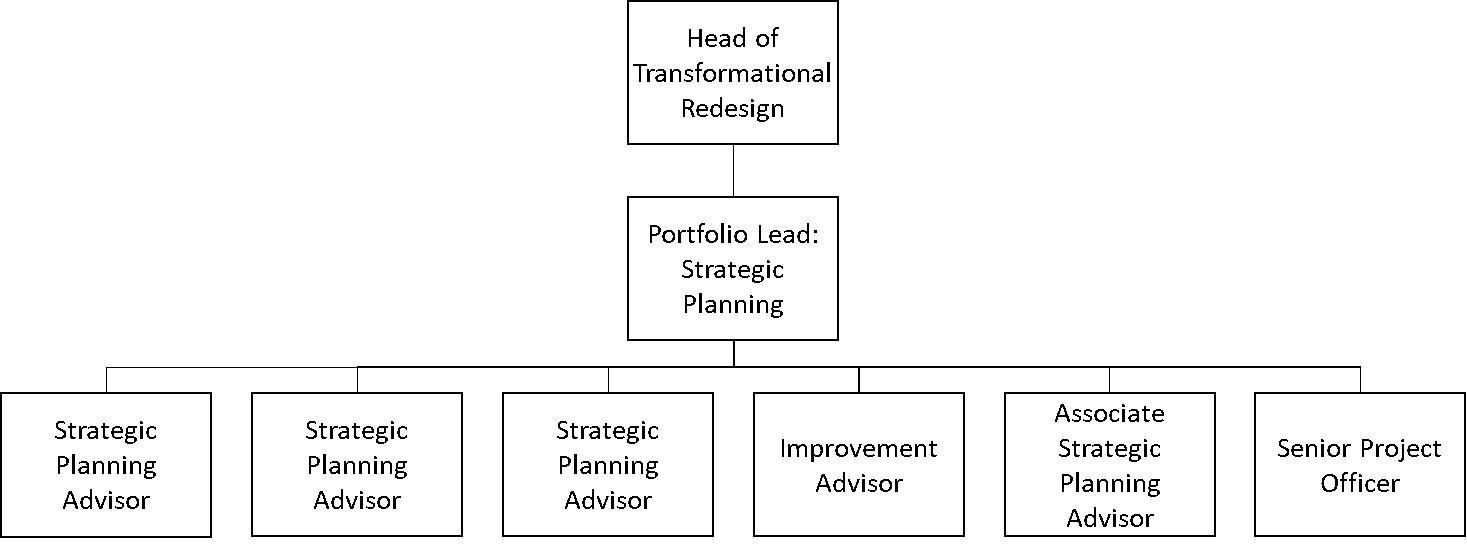 Head of
Transformational
Redesign
Portfolio Lead:
Strategic
Planning
Strategic
Planning
Advisor
Strategic
Planning
Advisor
Strategic
Planning
Advisor
Improvement
Advisor
Associate
Strategic
Planning
Advisor
Senior Project
Officer